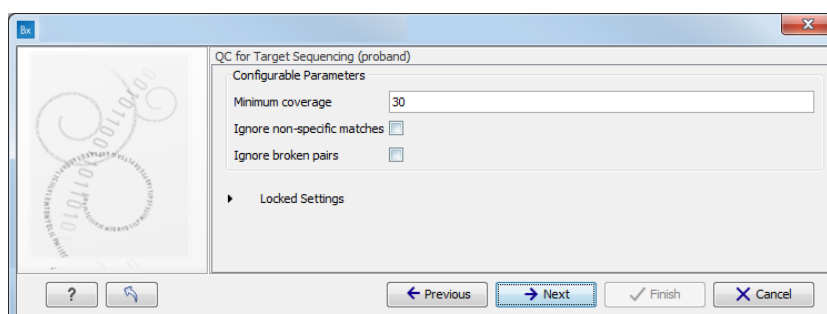 Bx
QC for Target Sequencing (proband)
Configurable Parameters
Minimum coverage 30
Ignore non-specific matches
Ignore broken pairs
Locked Settings
? Previous Next Finish Cancel